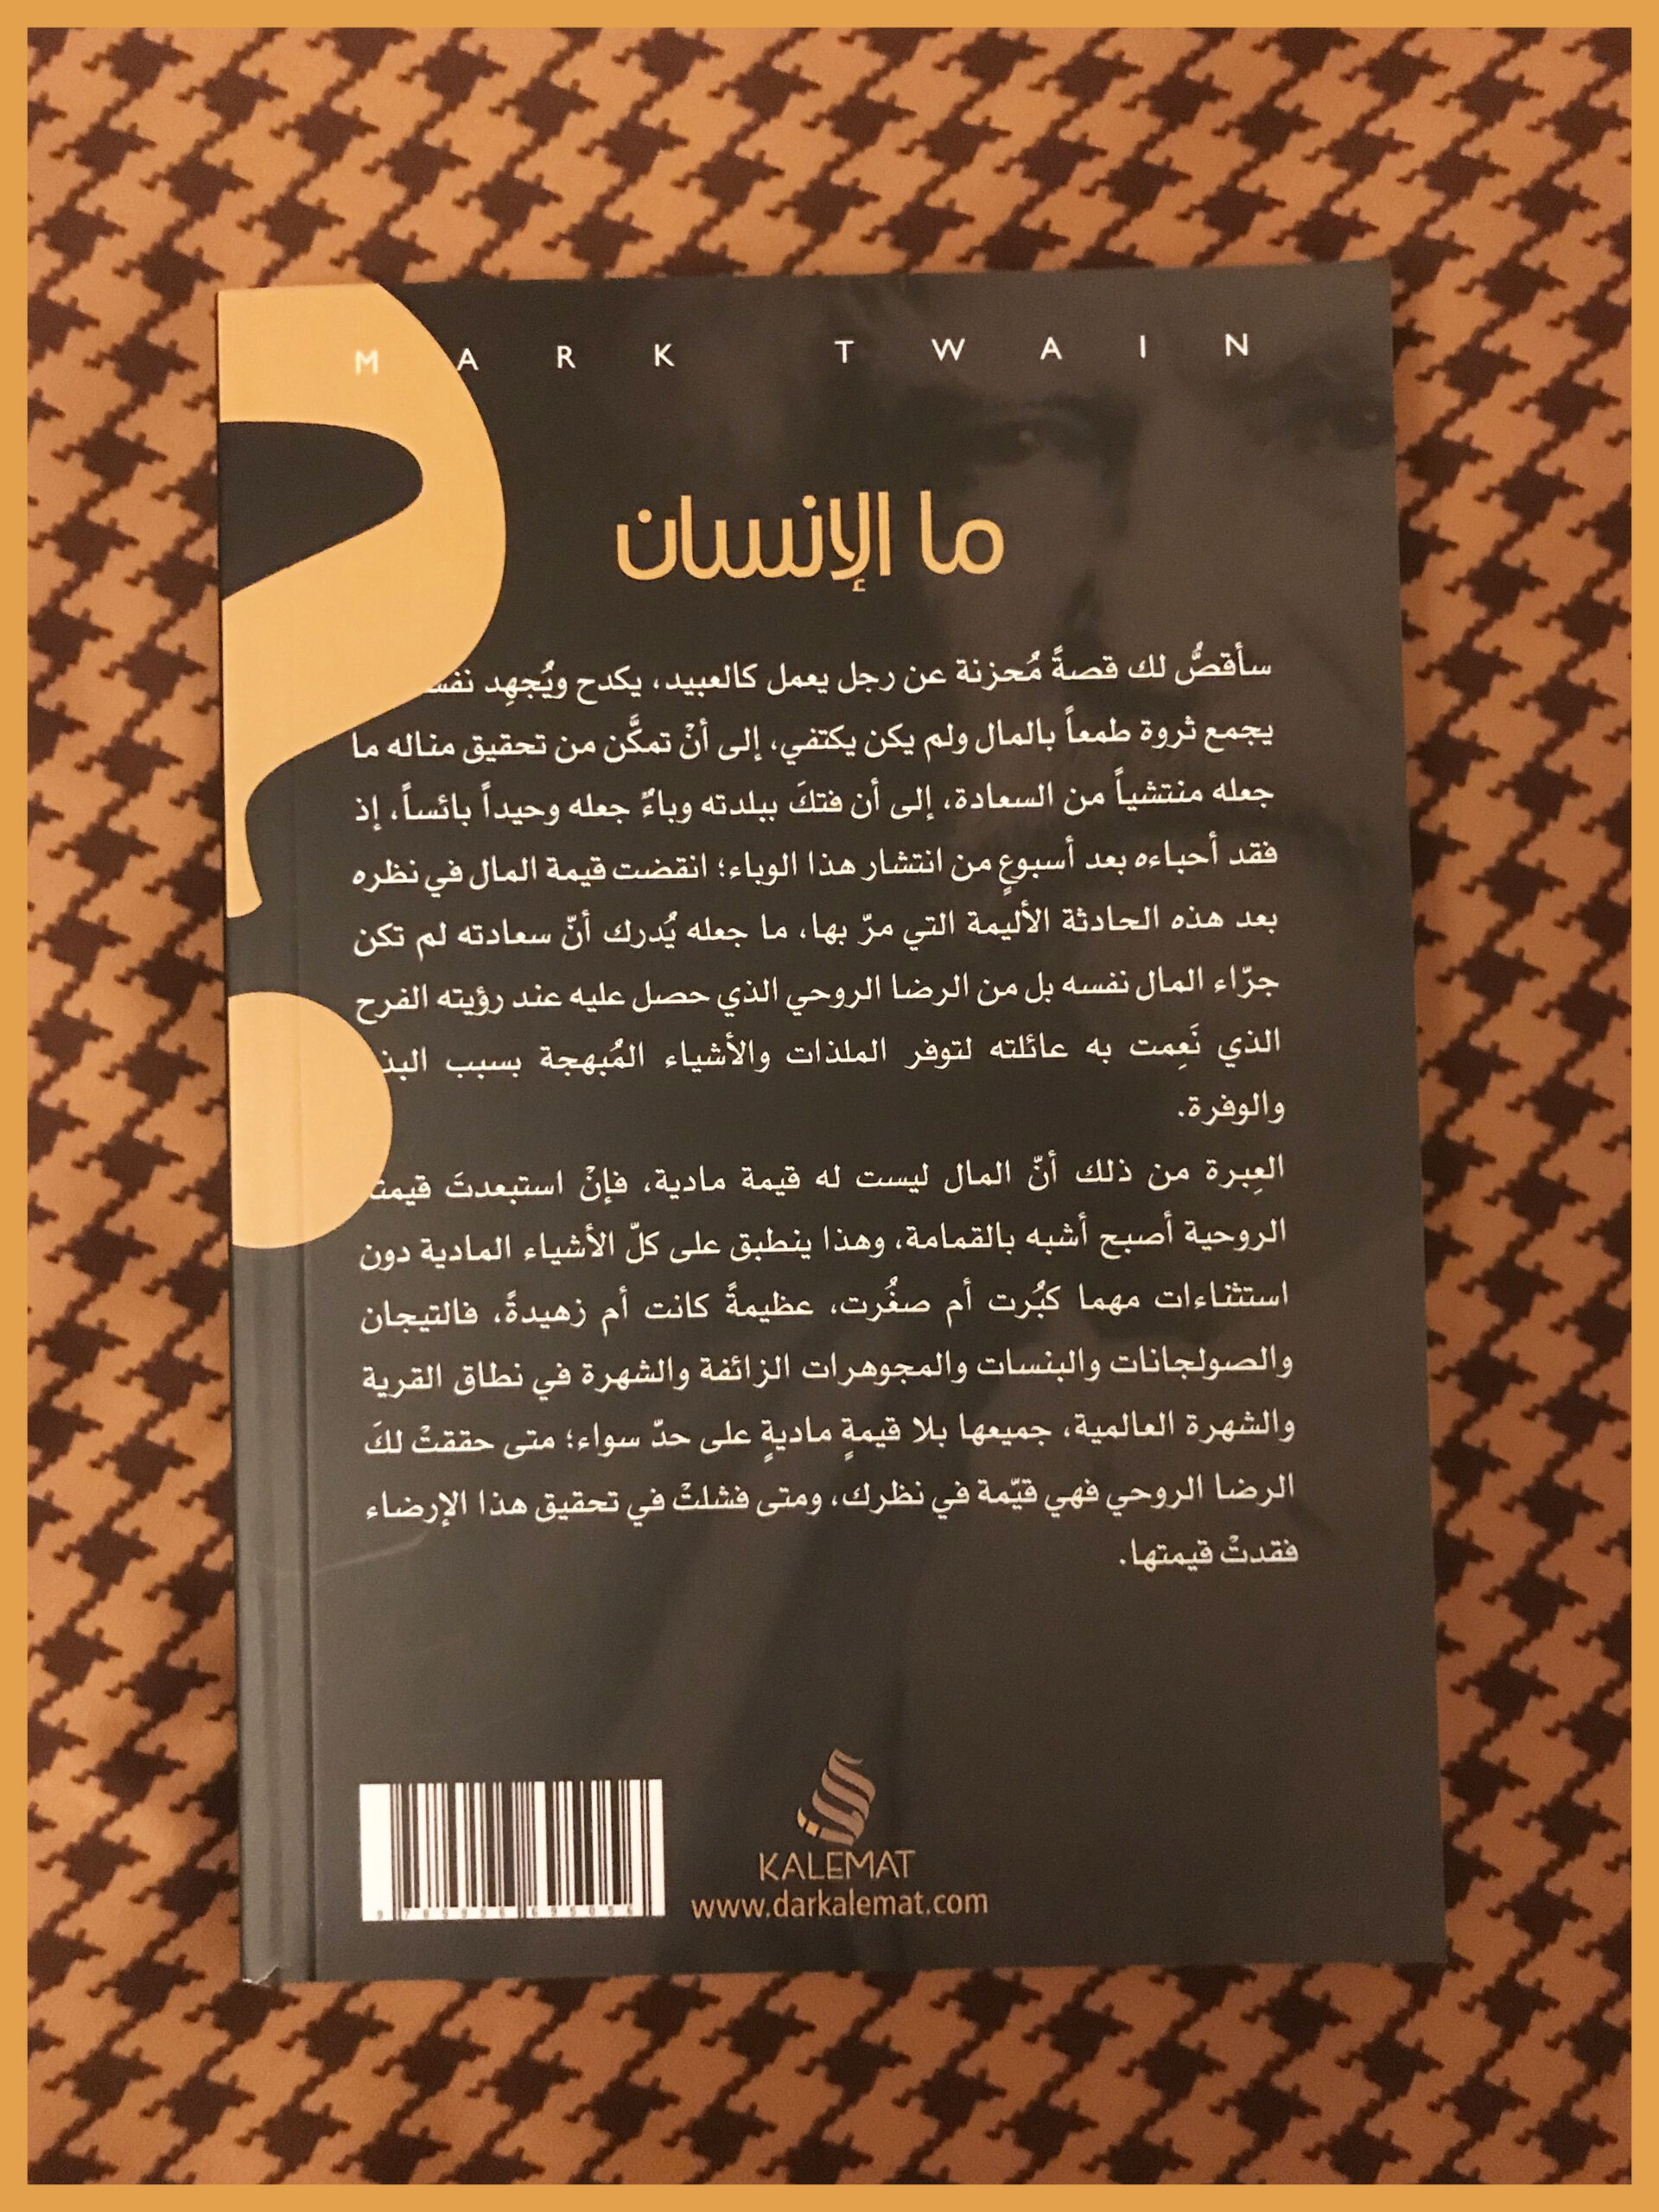 MARK TWAIN
ما الإنسان
سأقصُّ لك قصةً مُحزنة عن رجل يعمل كالعبيد، يكدح ويُجهِد
يجمع ثروة طمعاً بالمال ولم يكن يكتفي، إلى أنْ تمكَّن من تحقيق مناله ما
جعله منتشياً من السعادة، إلى أن فتكَ ببلدته وباءٌ جعله وحيداً بائساً، إذ
فقد أحباءه بعد أسبوعٍ من انتشار هذا الوباء؛ انقضت قيمة المال في نظره
بعد هذه الحادثة الأليمة التي مرّ بها، ما جعله يُدرك أنّ سعادته لم تكن
جرّاء المال نفسه بل من الرضا الروحي الذي حصل عليه عند رؤيته الفرح
الذي نَعِمت به عائلته لتوفر الملذات والأشياء المُبهجة بسبب
والوفرة.
العِبرة من ذلك أنّ المال ليست له قيمة مادية، فإنْ استبعدتَ
الروحية أصبح أشبه بالقمامة، وهذا ينطبق على كلّ الأشياء المادية دون
استثناءات مهما كبُرت أم صغُرت، عظيمةً كانت أم زهيدةً، فالتيجان
والصولجانات والبنسات والمجوهرات الزائفة والشهرة في نطاق القرية
والشهرة العالمية، جميعها بلا قيمةٍ ماديةٍ على حدّ سواء؛ متى حققتْ لكَ
الرضا الروحي فهي قيّمة في نظرك، ومتى فشلتْ في تحقيق هذا الإرضاء
فقدتْ قيمتها.
KALEMAT
www.darkalemat.com